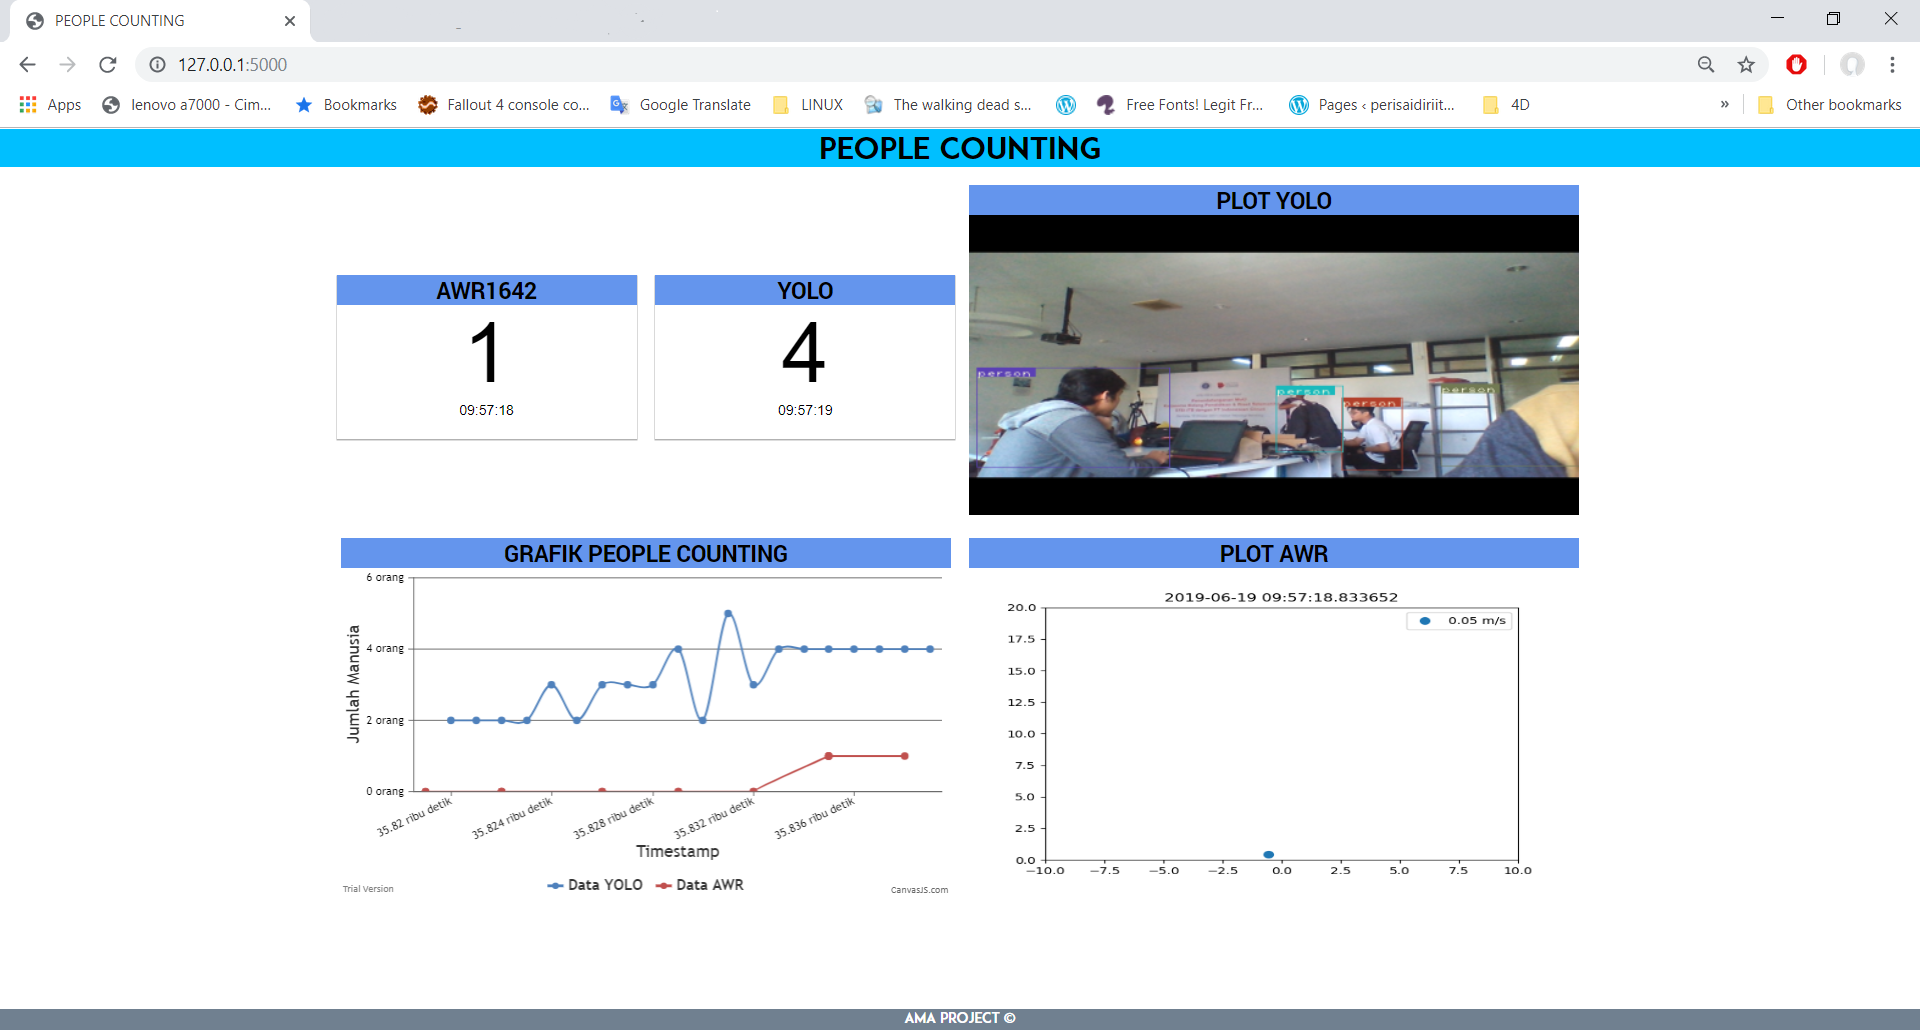 PEOPLE COUNTING
127.0.0.1:5000
Apps
lenovo a7000 - Cim...
Bookmarks
Fallout 4 console co...
Google Translate
LINUX
The walking dead s...
Free Fonts! Legit Fr...
Pages ‹ perisaidiriit...
4D
»
Other bookmarks
PEOPLE COUNTING
AWR1642
1
09:57:18
YOLO
4
09:57:19
PLOT YOLO
person
person
person
person
GRAFIK PEOPLE COUNTING
6 orang
4 orang
2 orang
0 orang
Jumlah Manusia
35.82 ribu detik
35.824 ribu detik
35.828 ribu detik
35.832 ribu detik
35.836 ribu detik
Timestamp
Data YOLO
Data AWR
Trial Version
CanvasJS.com
PLOT AWR
2019-06-19 09:57:18.833652
0.05 m/s
20.0
17.5
15.0
12.5
10.0
7.5
5.0
2.5
0.0
−10.0
−7.5
−5.0
−2.5
0.0
2.5
5.0
7.5
10.0
AMA PROJECT ©